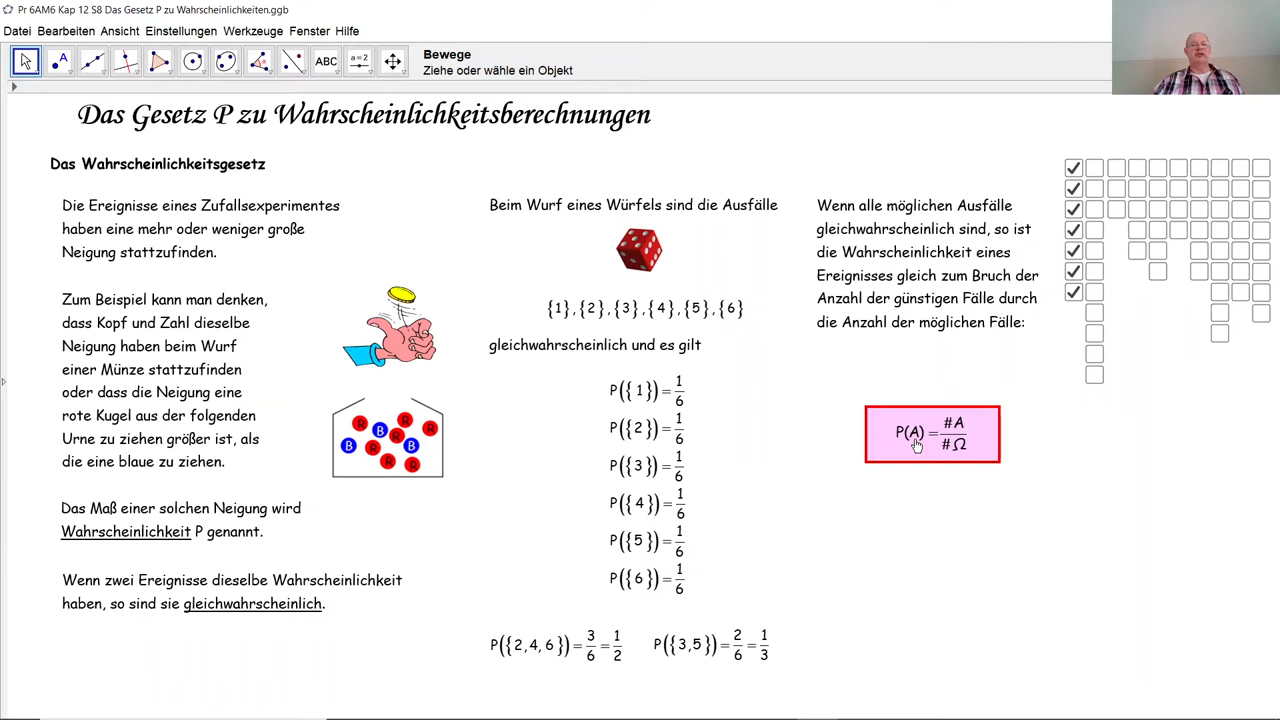 Pr 6AM6 Kap 12 S8 Das Gesetz P zu Wahrscheinlichkeiten.ggb
Datei Bearbeiten Ansicht Einstellungen Werkzeuge Fenster Hilfe
A
ABC
a=2
Bewege
Ziehe oder wähle ein Objekt
Das Gesetz P zu Wahrscheinlichkeitsberechnungen
Das Wahrscheinlichkeitsgesetz
Die Ereignisse eines Zufallsexperimentes
haben eine mehr oder weniger große
Neigung stattzufinden.
Zum Beispiel kann man denken,
dass Kopf und Zahl dieselbe
Neigung haben beim Wurf
einer Münze stattzufinden
oder dass die Neigung eine
rote Kugel aus der folgenden
Urne zu ziehen größer ist, als
die eine blaue zu ziehen.
R R R
B R
B R B
R R
Das Maß einer solchen Neigung wird
Wahrscheinlichkeit P genannt.
Wenn zwei Ereignisse dieselbe Wahrscheinlichkeit
haben, so sind sie gleichwahrscheinlich.
Beim Wurf eines Würfels sind die Ausfälle
{1},{2},{3},{4},{5},{6}
gleichwahrscheinlich und es gilt
P({1})=1/6
P({2})=1/6
P({3})=1/6
P({4})=1/6
P({5})=1/6
P({6})=1/6
P({2,4,6})=3/6=1/2 P({3,5})=2/6=1/3
Wenn alle möglichen Ausfälle
gleichwahrscheinlich sind, so ist
die Wahrscheinlichkeit eines
Ereignisses gleich zum Bruch der
Anzahl der günstigen Fälle durch
die Anzahl der möglichen Fälle:
P(A)=#A/#Ω